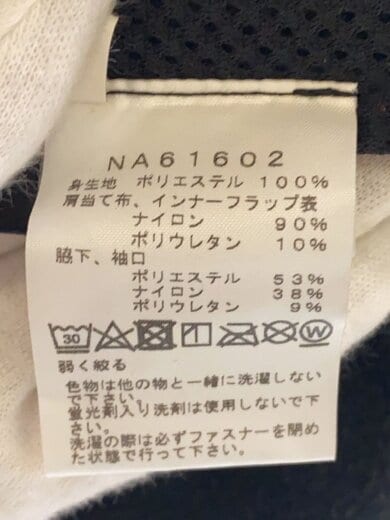 NA61602
身生地 ポリエステル 100%
肩当て布、インナーフラップ表
ナイロン 90%
ポリウレタン 10%
脇下、袖口
ポリエステル 53%
ナイロン 38%
ポリウレタン 9%
30 W
弱く絞る
色物は他の物と一緒に洗濯しない
で下さい。
蛍光剤入り洗剤は使用しないで下
さい。
洗濯の際は必ずファスナーを閉め
た状態で行って下さい。